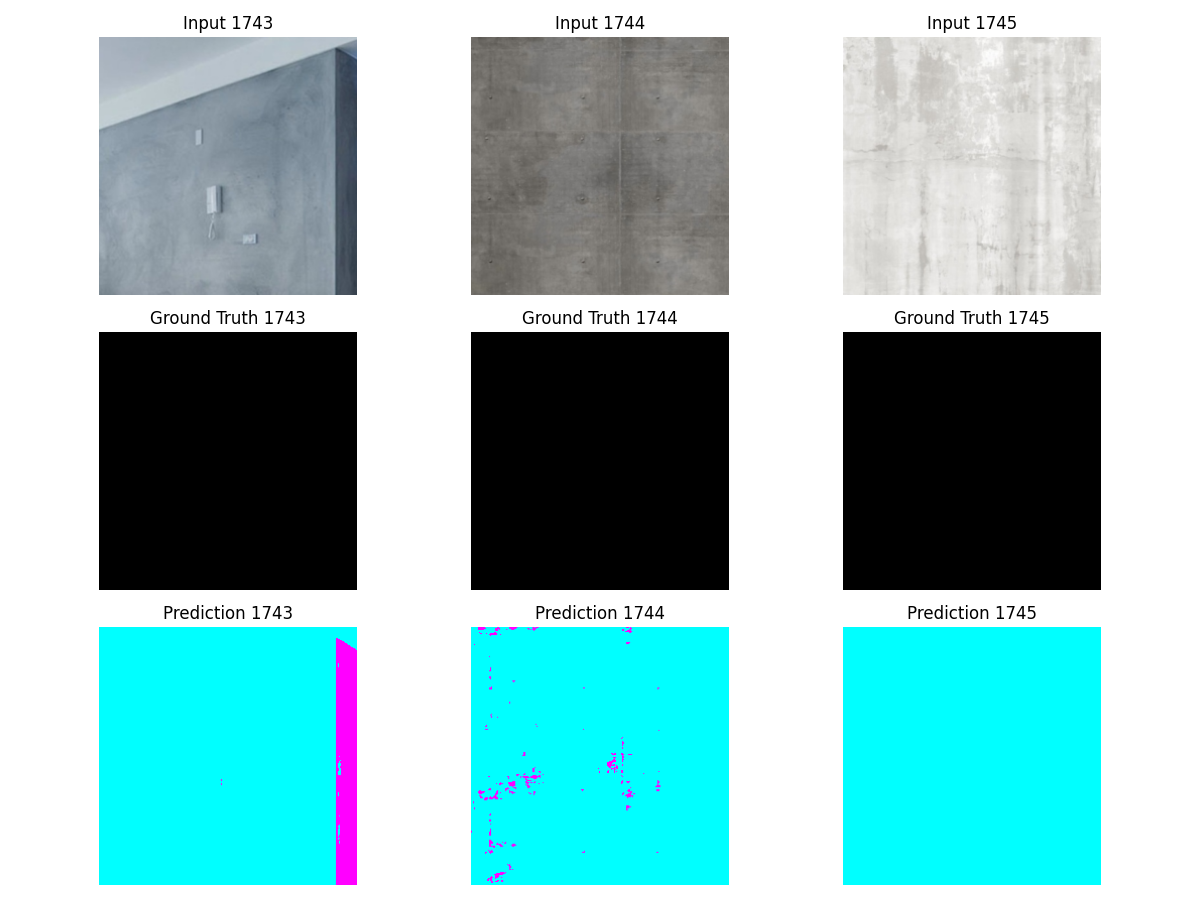 Input 1743
Input 1744
Input 1745
Ground Truth 1743
Ground Truth 1744
Ground Truth 1745
Prediction 1743
Prediction 1744
Prediction 1745